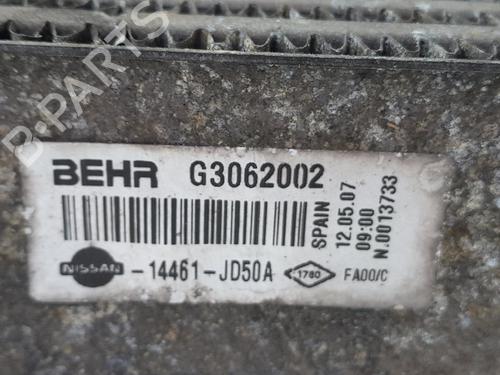 B-PARTS
BEHR G3062002
SPAIN
12.05.07
09:00
N.0013733
NISSAN -14461-JD50A 1780 FA00/C